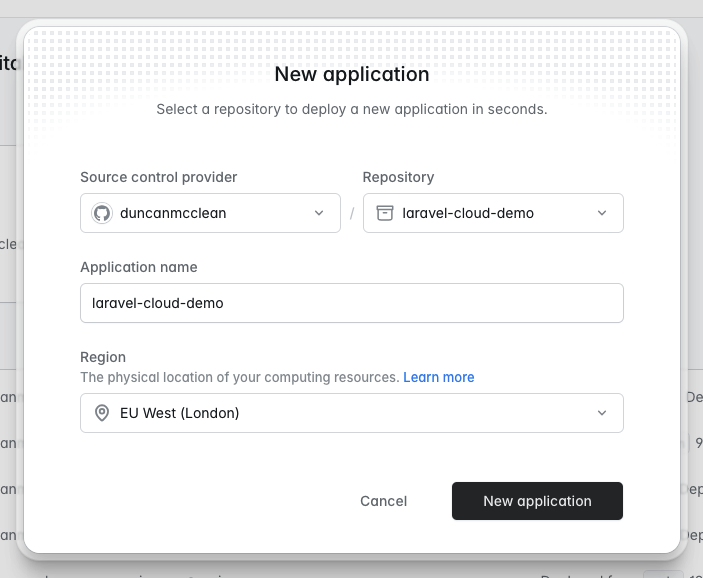 New application
Select a repository to deploy a new application in seconds.
Source control provider
Repository
duncanmcclean / laravel-cloud-demo
Application name
laravel-cloud-demo
Region
The physical location of your computing resources. Learn more
EU West (London)
Cancel
New application